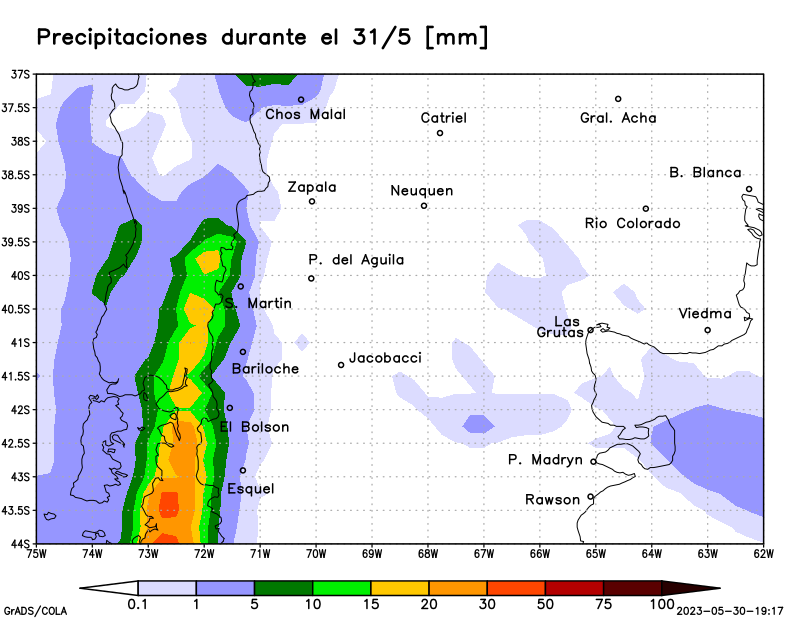 Precipitaciones durante el 31/5 [mm]
37S
37.5S
Chos Malal
Catriel
Gral. Acha
38S
38.5S
B. Blanca
Zapala
Neuquen
39S
Rio Colorado
39.5S
P. del Aguila
40S
S. Martin
40.5S
Las
Grutas
Viedma
41S
Jacobacci
Bariloche
41.5S
42S
El Bolson
42.5S
P. Madryn
43S
Esquel
Rawson
43.5S
44S
75W 74W 73W 72W 71W 70W 69W 68W 67W 66W 65W 64W 63W 62W
0.1 1 5 10 15 20 30 50 75 100
GrADS/COLA
2023-05-30-19:17